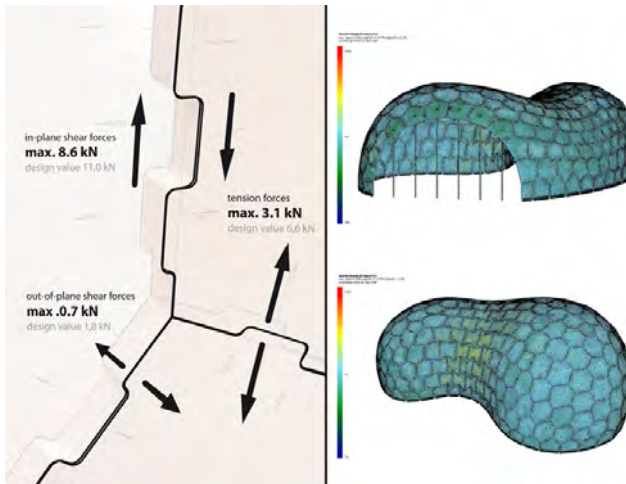 in-plane shear forces
max. 8.6 kN
design value 11,0 kN
tension forces
max. 3.1 kN
design value 6,6 kN
out-of-plane shear forces
max .0.7 kN
design value 1,8 kN